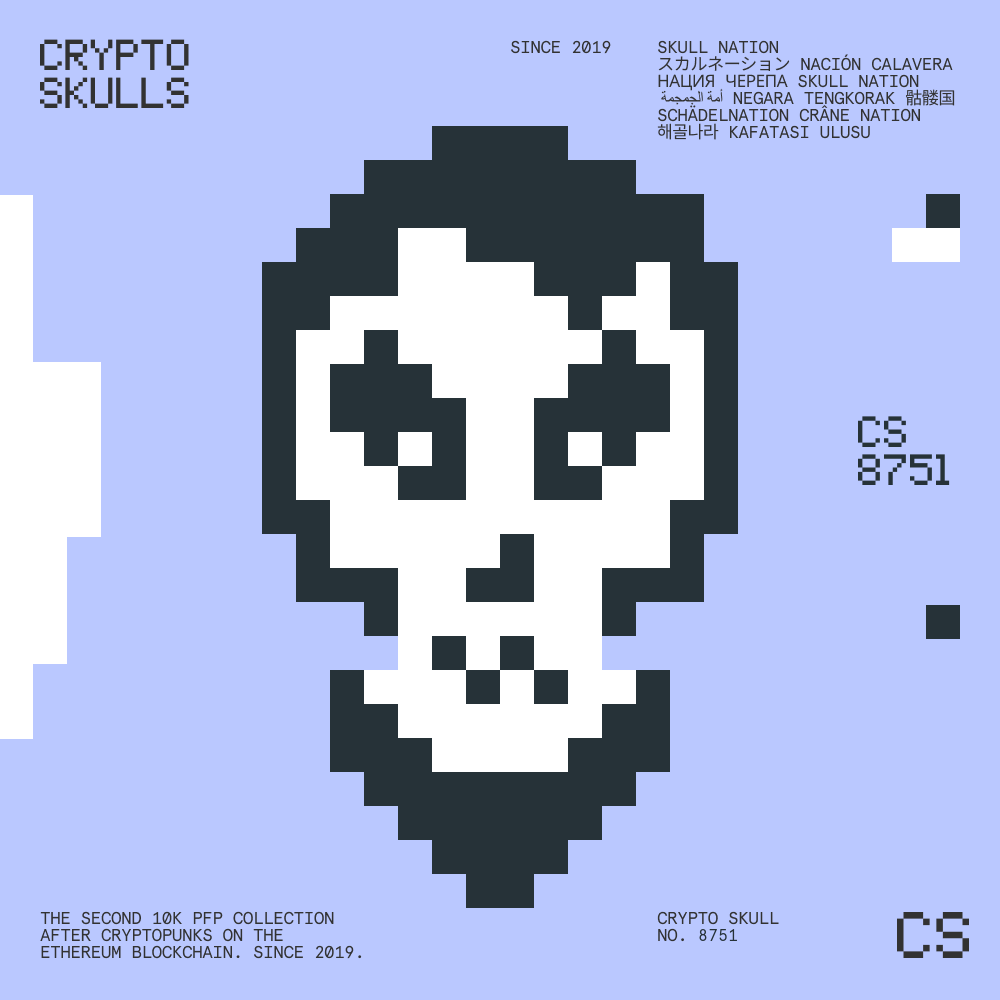 CRYPTO
SKULLS
SINCE 2019
SKULL NATION
スカルネーション NACIÓN CALAVERA
НАЦИЯ ЧЕРЕПА SKULL NATION
أمة الجمجمة NEGARA TENGKORAK 骷髅国
SCHÄDELNATION CRÂNE NATION
해골나라 KAFATASI ULUSU
CS
8751
THE SECOND 10K PFP COLLECTION
AFTER CRYPTOPUNKS ON THE
ETHEREUM BLOCKCHAIN. SINCE 2019.
CRYPTO SKULL
NO. 8751
CS